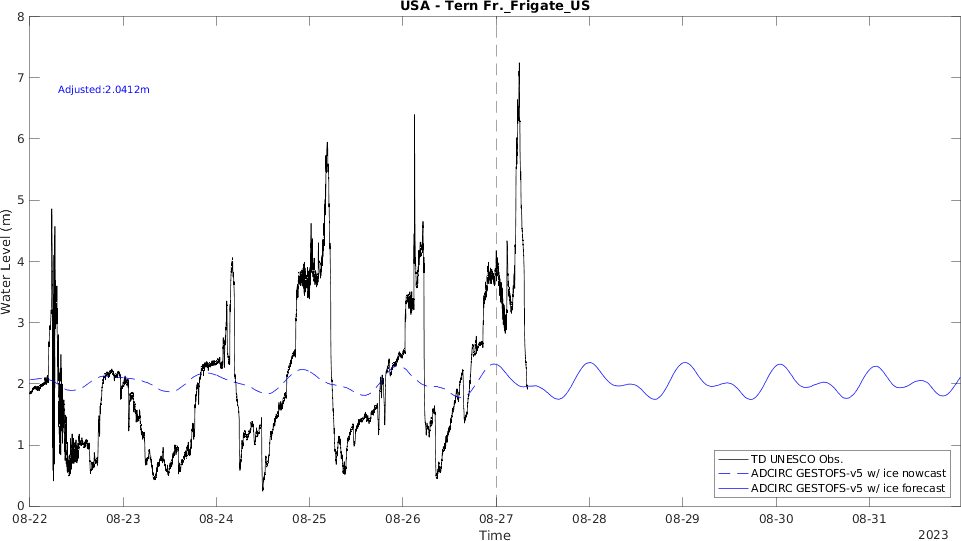 USA - Tern Fr._Frigate_US
8
7
Adjusted:2.0412m
6
5
4
3
2
1
0
Water Level (m)
TD UNESCO Obs.
ADCIRC GESTOFS-v5 w/ ice nowcast
ADCIRC GESTOFS-v5 w/ ice forecast
08-22 08-23 08-24 08-25 08-26 08-27 08-28 08-29 08-30 08-31
Time
2023